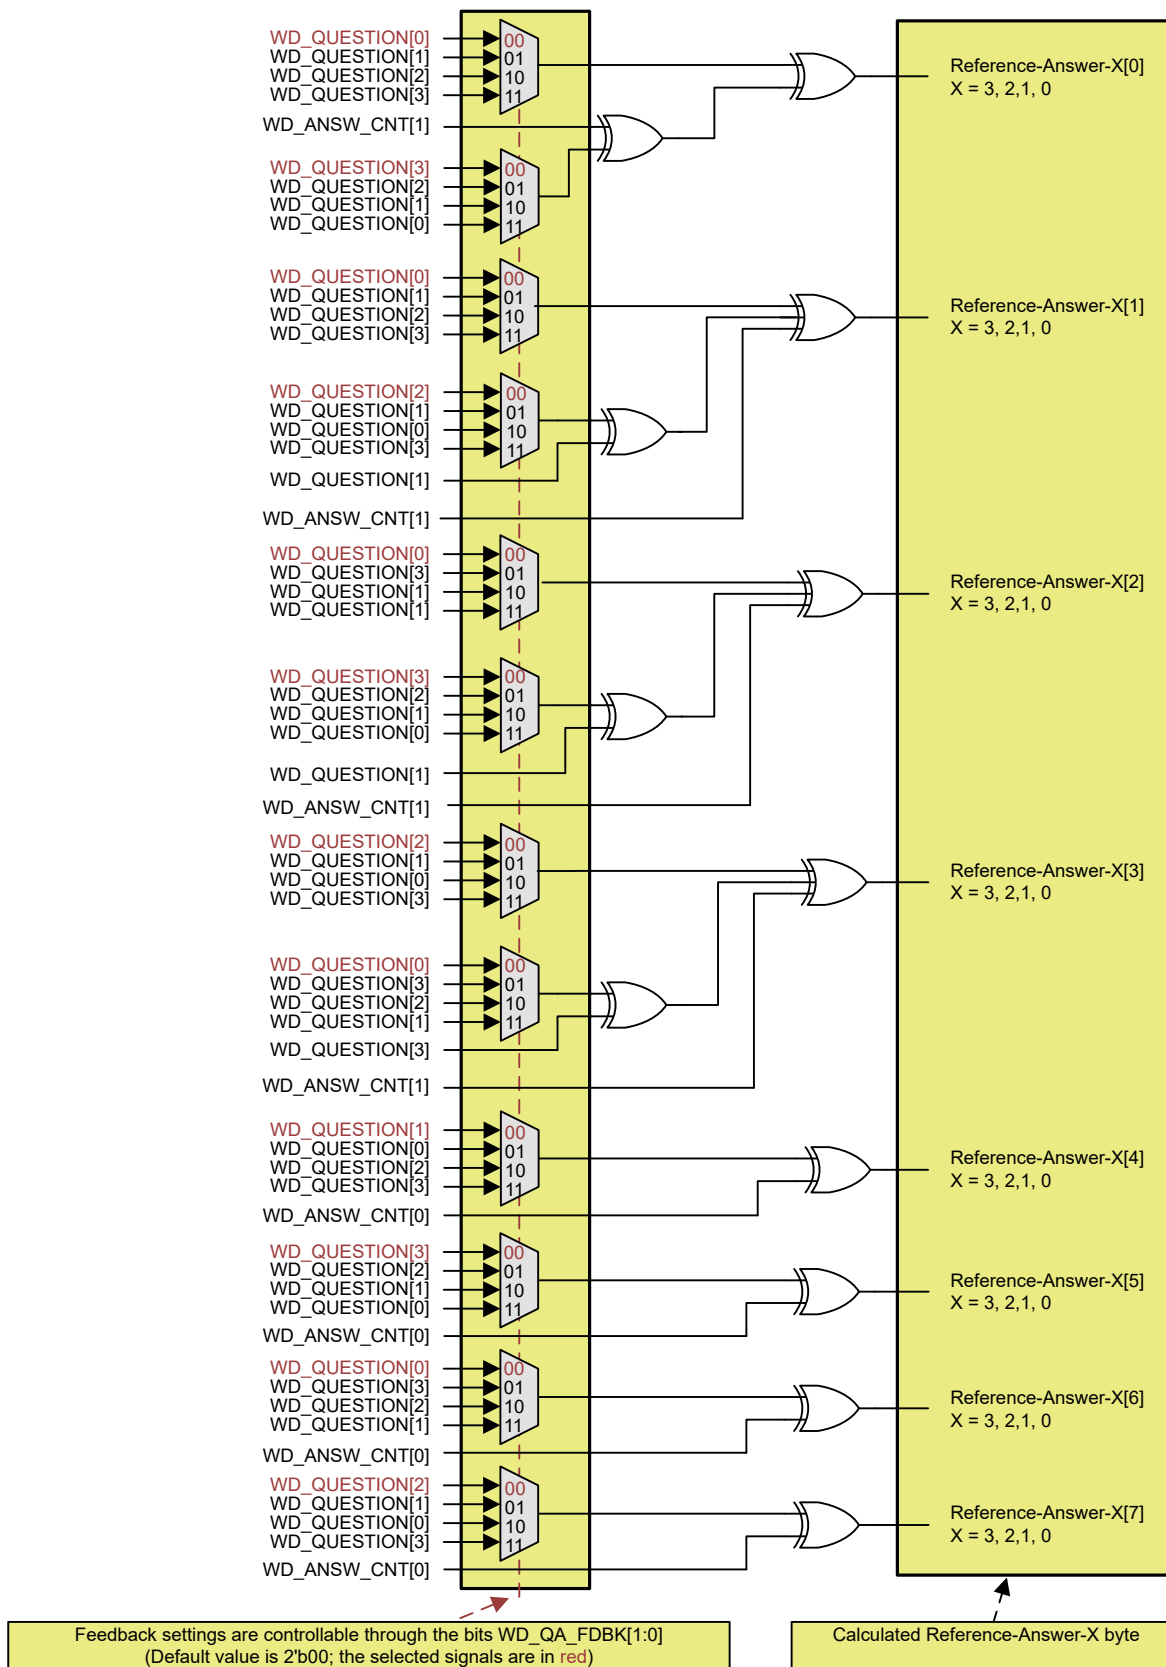 WD_QUESTION[0]
WD_QUESTION[1]
WD_QUESTION[2]
WD_QUESTION[3]
00
01
10
11
WD_ANSW_CNT[1]
WD_QUESTION[3]
WD_QUESTION[2]
WD_QUESTION[1]
WD_QUESTION[0]
00
01
10
11
Reference-Answer-X[0]
X = 3, 2,1, 0
WD_QUESTION[0]
WD_QUESTION[1]
WD_QUESTION[2]
WD_QUESTION[3]
00
01
10
11
WD_QUESTION[2]
WD_QUESTION[1]
WD_QUESTION[0]
WD_QUESTION[3]
00
01
10
11
WD_QUESTION[1]
WD_ANSW_CNT[1]
Reference-Answer-X[1]
X = 3, 2,1, 0
WD_QUESTION[0]
WD_QUESTION[3]
WD_QUESTION[1]
WD_QUESTION[1]
00
01
10
11
WD_QUESTION[3]
WD_QUESTION[2]
WD_QUESTION[1]
WD_QUESTION[0]
00
01
10
11
WD_QUESTION[1]
WD_ANSW_CNT[1]
Reference-Answer-X[2]
X = 3, 2,1, 0
WD_QUESTION[2]
WD_QUESTION[1]
WD_QUESTION[0]
WD_QUESTION[3]
00
01
10
11
WD_QUESTION[0]
WD_QUESTION[3]
WD_QUESTION[2]
WD_QUESTION[1]
00
01
10
11
WD_QUESTION[3]
WD_ANSW_CNT[1]
Reference-Answer-X[3]
X = 3, 2,1, 0
WD_QUESTION[1]
WD_QUESTION[0]
WD_QUESTION[2]
WD_QUESTION[3]
00
01
10
11
WD_ANSW_CNT[0]
Reference-Answer-X[4]
X = 3, 2,1, 0
WD_QUESTION[3]
WD_QUESTION[2]
WD_QUESTION[1]
WD_QUESTION[0]
00
01
10
11
WD_ANSW_CNT[0]
Reference-Answer-X[5]
X = 3, 2,1, 0
WD_QUESTION[0]
WD_QUESTION[3]
WD_QUESTION[2]
WD_QUESTION[1]
00
01
10
11
WD_ANSW_CNT[0]
Reference-Answer-X[6]
X = 3, 2,1, 0
WD_QUESTION[2]
WD_QUESTION[1]
WD_QUESTION[0]
WD_QUESTION[3]
00
01
10
11
WD_ANSW_CNT[0]
Reference-Answer-X[7]
X = 3, 2,1, 0
Feedback settings are controllable through the bits WD_QA_FDBK[1:0]
(Default value is 2'b00; the selected signals are in red)
Calculated Reference-Answer-X byte